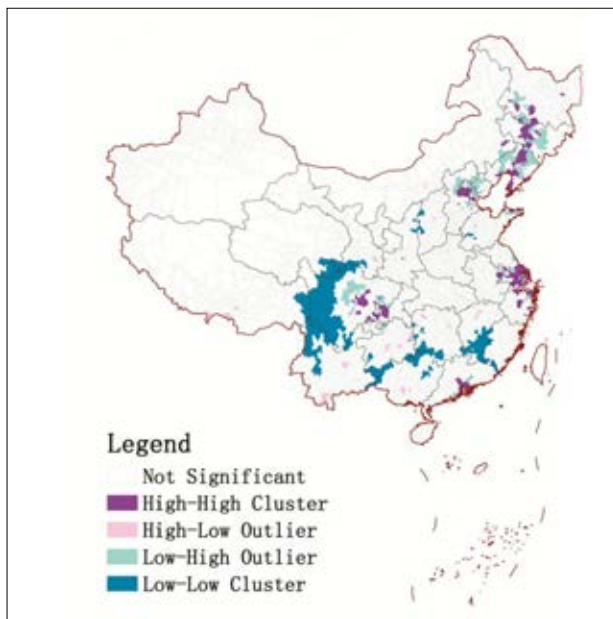 Legend
Not Significant
High-High Cluster
High-Low Outlier
Low-High Outlier
Low-Low Cluster